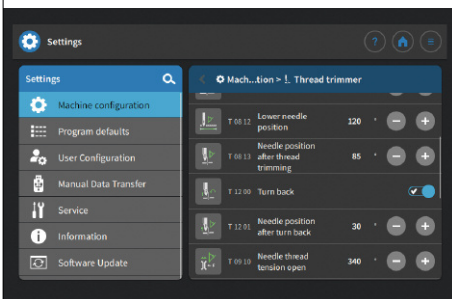 Settings
?
Settings
Mach...tion > !. Thread trimmer
Machine configuration
Program defaults
User Configuration
Manual Data Transfer
Service
Information
Software Update
T 08 12 Lower needle position 120 °
T 08 13 Needle position after thread trimming 85 °
T 12 00 Turn back
T 12 01 Needle position after turn back 30 °
T 09 10 Needle thread tension open 340 °